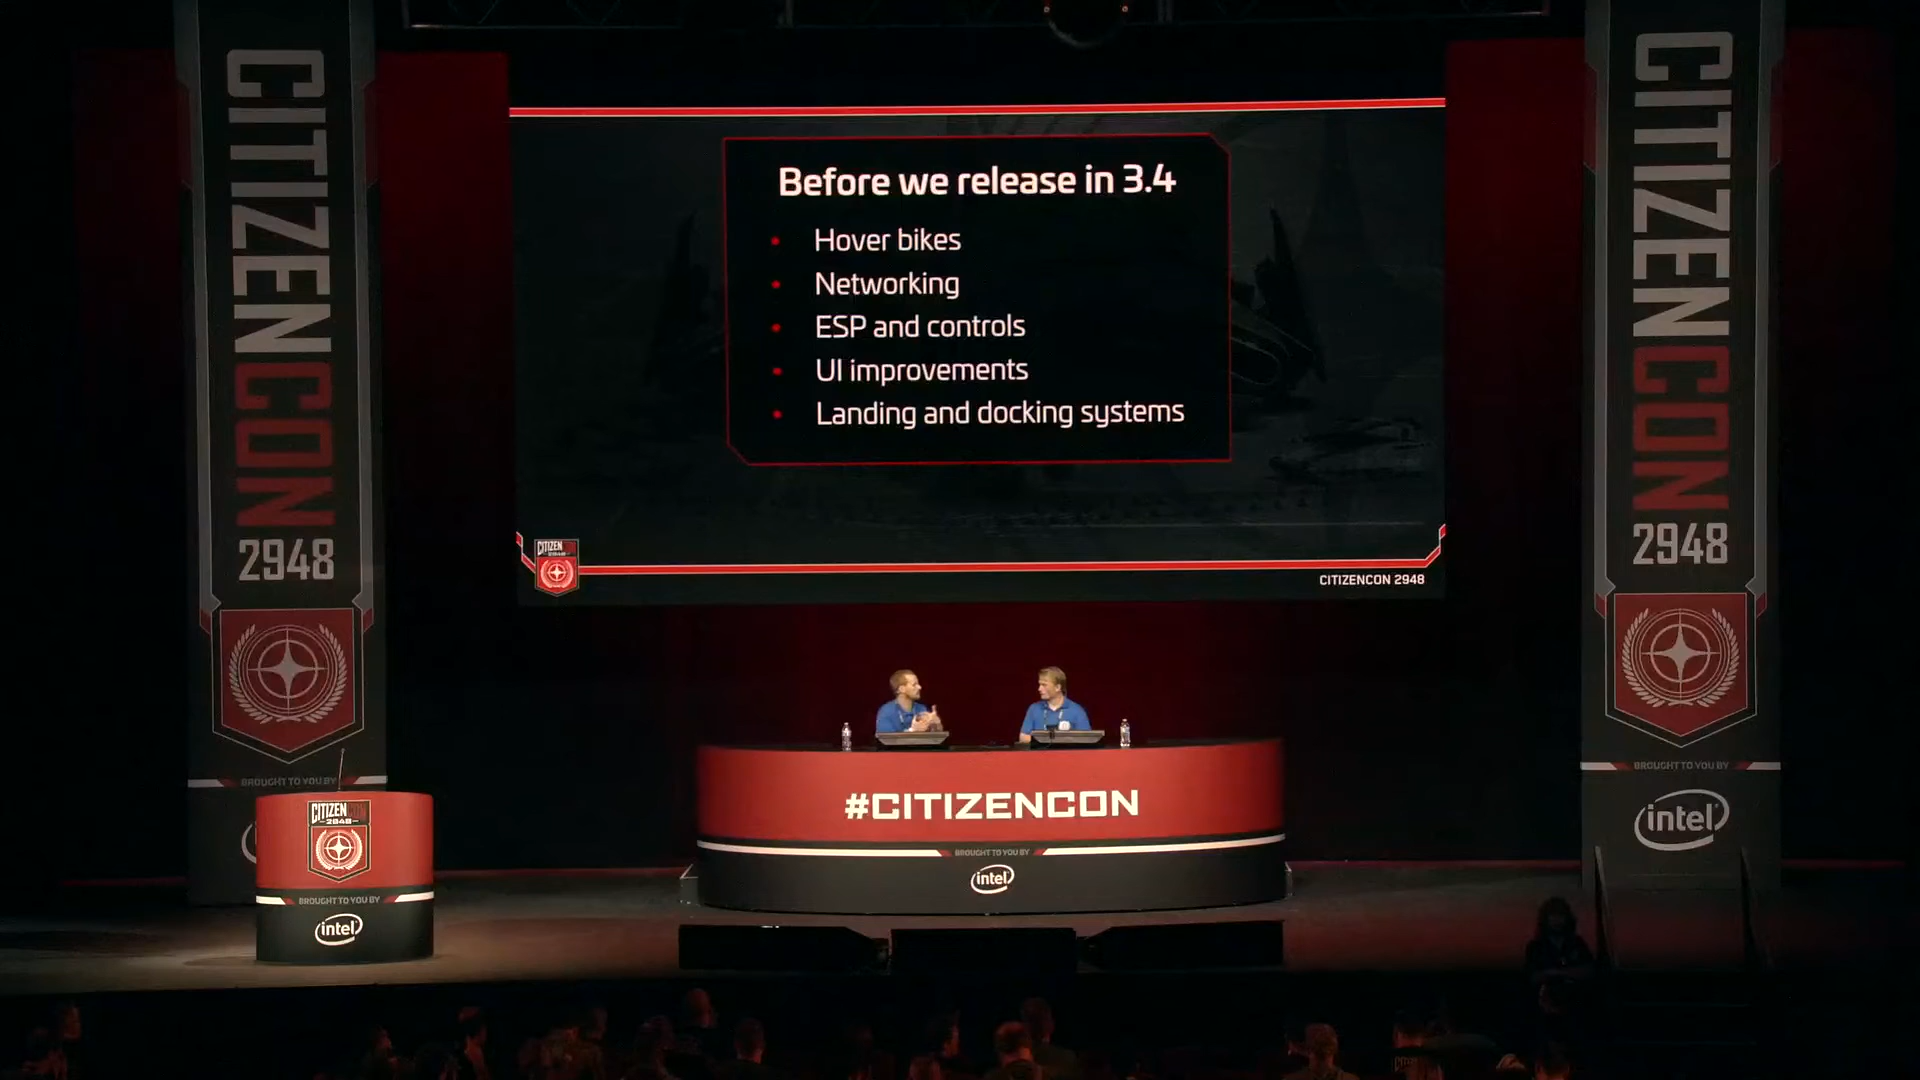 CITIZENCON
2948
BROUGHT TO YOU BY
Before we release in 3.4
• Hover bikes
• Networking
• ESP and controls
• UI improvements
• Landing and docking systems
CITIZEN
CITIZENCON 2948
CITIZENCON
2948
BROUGHT TO YOU BY
intel
CITIZENCON
2948
BROUGHT TO YOU BY
intel
#CITIZENCON
BROUGHT TO YOU BY
intel